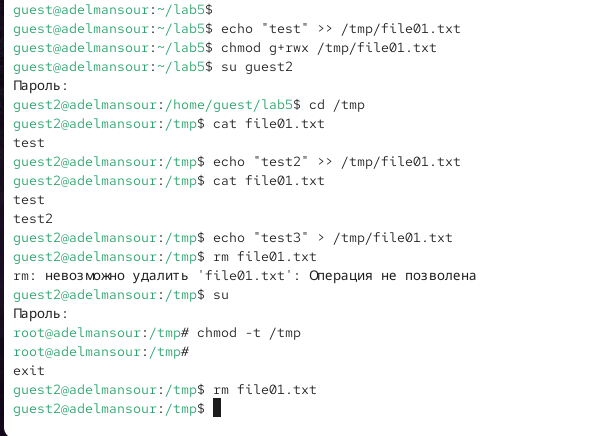 guest@adelmansour:~/lab5$
guest@adelmansour:~/lab5$ echo "test" >> /tmp/file01.txt
guest@adelmansour:~/lab5$ chmod g+rwx /tmp/file01.txt
guest@adelmansour:~/lab5$ su guest2
Пароль:
guest2@adelmansour:/home/guest/lab5$ cd /tmp
guest2@adelmansour:/tmp$ cat file01.txt
test
guest2@adelmansour:/tmp$ echo "test2" >> /tmp/file01.txt
guest2@adelmansour:/tmp$ cat file01.txt
test
test2
guest2@adelmansour:/tmp$ echo "test3" > /tmp/file01.txt
guest2@adelmansour:/tmp$ rm file01.txt
rm: невозможно удалить 'file01.txt': Операция не позволена
guest2@adelmansour:/tmp$ su
Пароль:
root@adelmansour:/tmp# chmod -t /tmp
root@adelmansour:/tmp#
exit
guest2@adelmansour:/tmp$ rm file01.txt
guest2@adelmansour:/tmp$